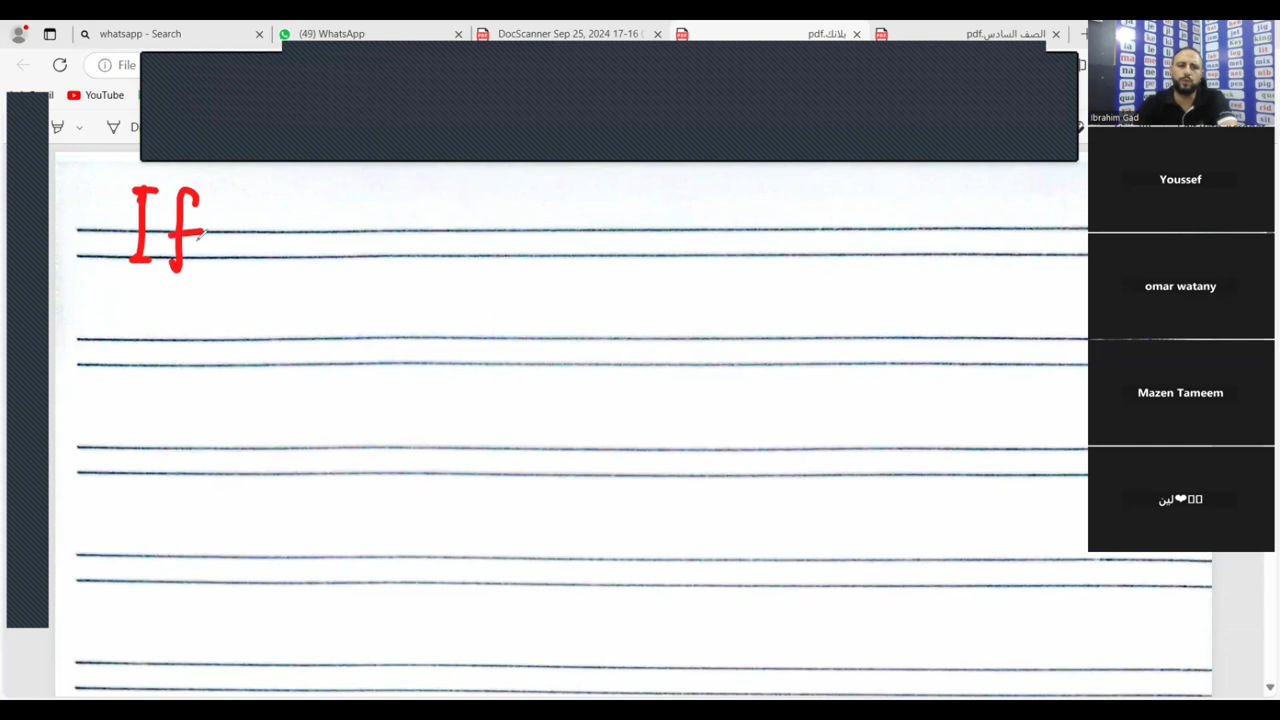 whatsapp - Search
(49) WhatsApp
DocScanner Sep 25, 2024 17-16
بلانك.pdf
الصف السادس.pdf
File
YouTube
If
Ibrahim Gad
Youssef
omar watany
Mazen Tameem
لين❤